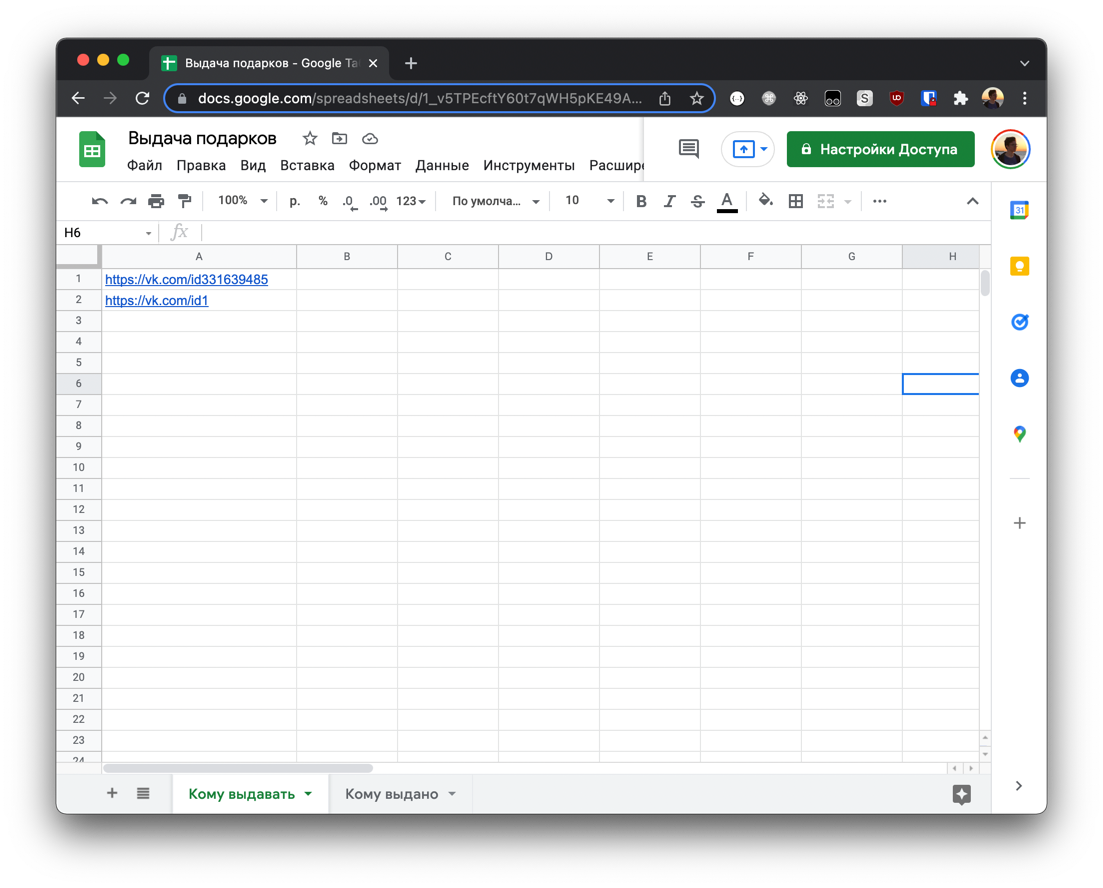 Выдача подарков - Google Та
docs.google.com/spreadsheets/d/1_v5TPEcftY60t7qWH5pKE49A...
Выдача подарков
Файл Правка Вид Вставка Формат Данные Инструменты Расшире
Настройки Доступа
100% р. % .0 .00 123 По умолча... 10 B I S A
31
H6 fx
A B C D E F G H
1 https://vk.com/id331639485
2 https://vk.com/id1
3
4
5
6
7
8
9
10
11
12
13
14
15
16
17
18
19
20
21
22
23
24
Кому выдавать Кому выдано